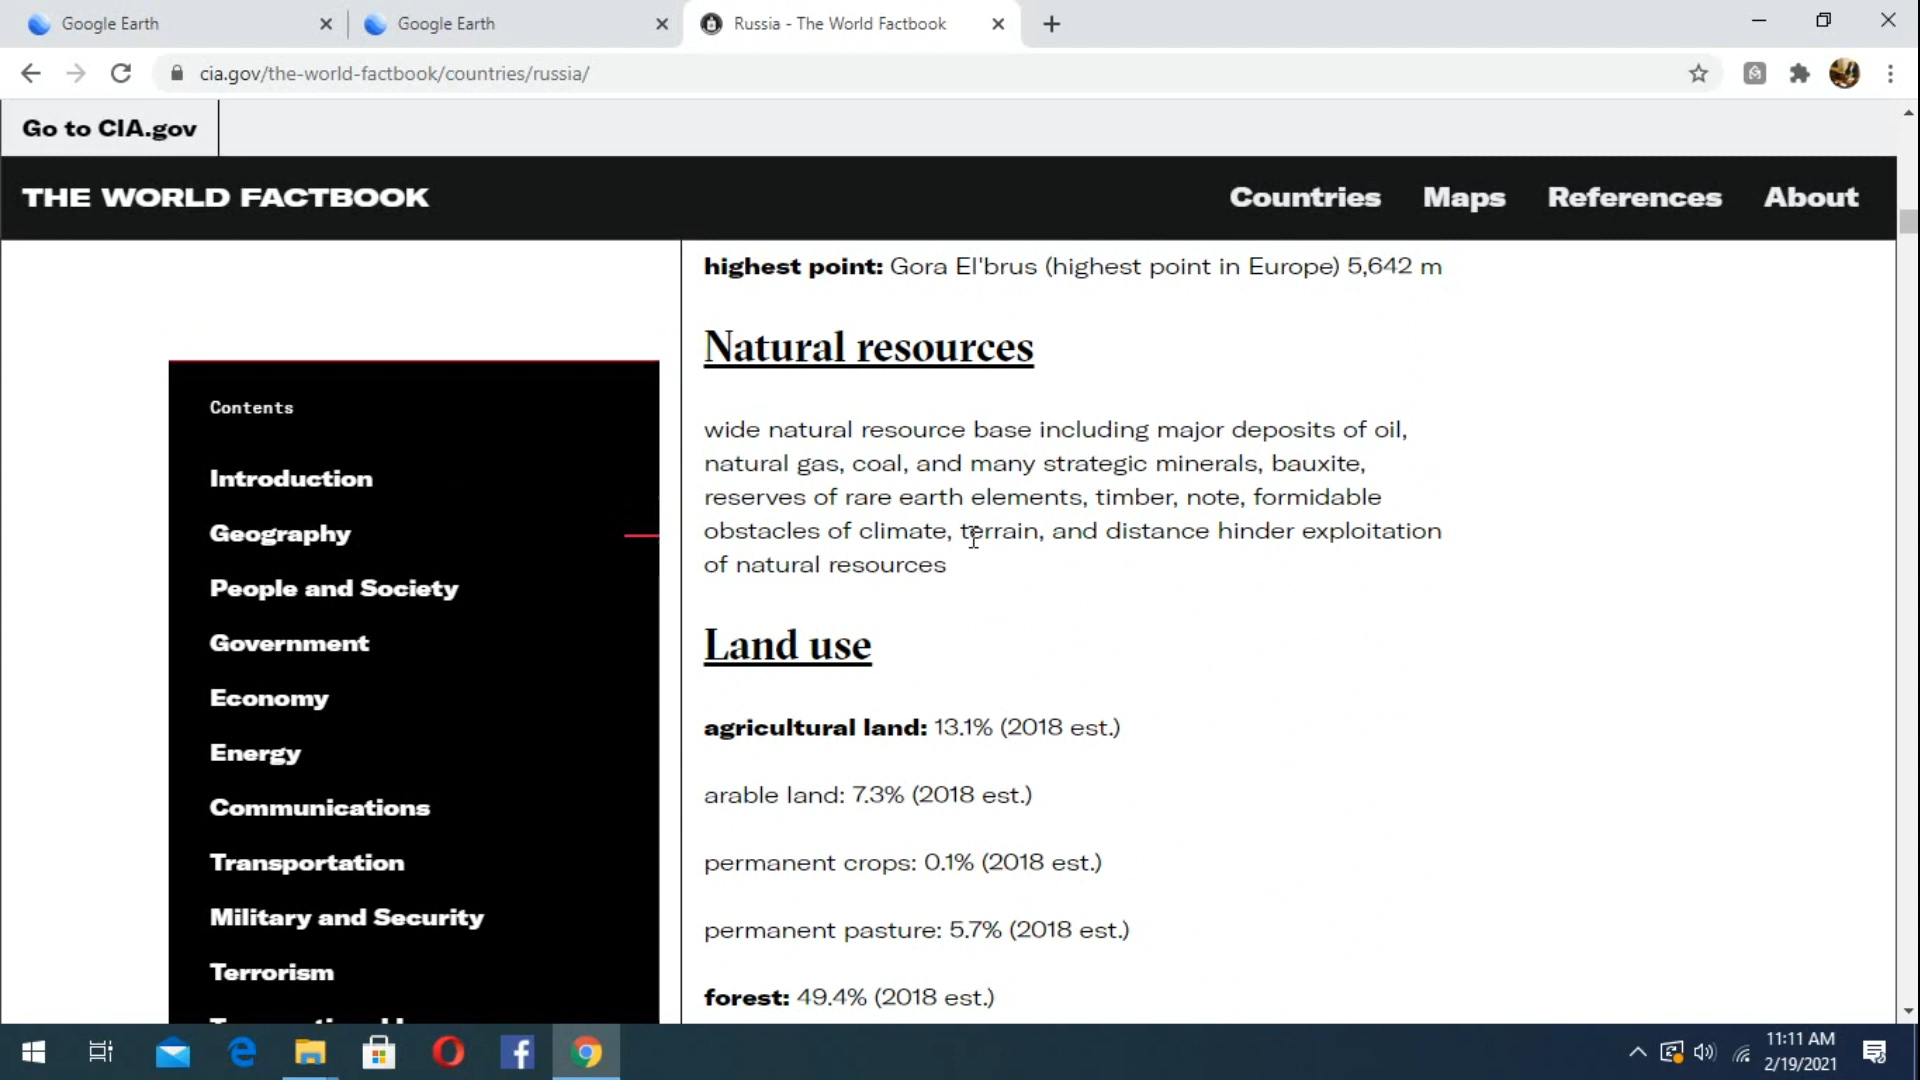 Google Earth
Google Earth
Russia - The World Factbook
cia.gov/the-world-factbook/countries/russia/
Go to CIA.gov
THE WORLD FACTBOOK
Countries
Maps
References
About
highest point: Gora El'brus (highest point in Europe) 5,642 m
Natural resources
wide natural resource base including major deposits of oil,
natural gas, coal, and many strategic minerals, bauxite,
reserves of rare earth elements, timber, note, formidable
obstacles of climate, terrain, and distance hinder exploitation
of natural resources
Land use
agricultural land: 13.1% (2018 est.)
arable land: 7.3% (2018 est.)
permanent crops: 0.1% (2018 est.)
permanent pasture: 5.7% (2018 est.)
forest: 49.4% (2018 est.)
Contents
Introduction
Geography
People and Society
Government
Economy
Energy
Communications
Transportation
Military and Security
Terrorism
11:11 AM
2/19/2021